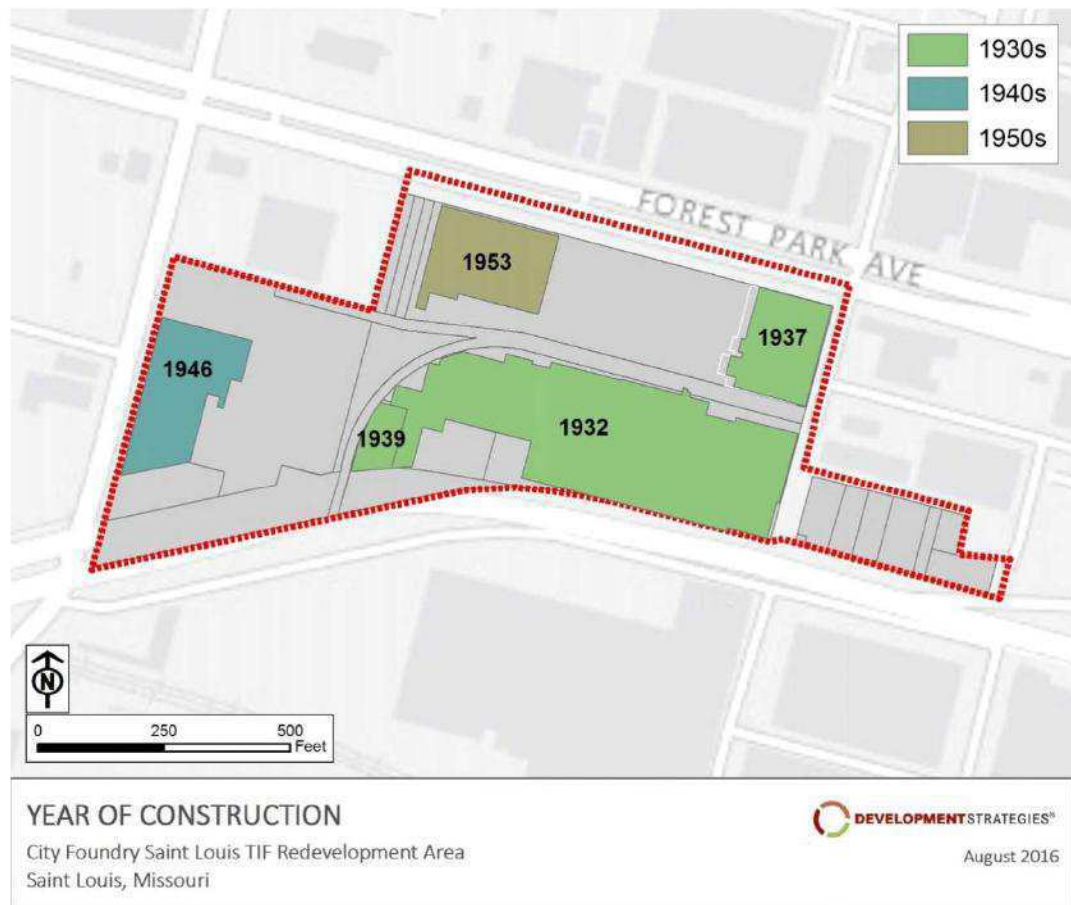 1930s
1940s
1950s
FOREST PARK AVE
1953
1937
1946
1939
1932
N
0 250 500
Feet
YEAR OF CONSTRUCTION
City Foundry Saint Louis TIF Redevelopment Area
Saint Louis, Missouri
DEVELOPMENTSTRATEGIES®
August 2016